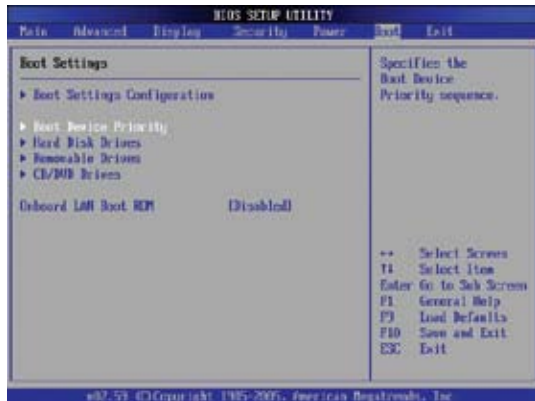 BIOS SETUP UTILITY
Main Advanced Display Security Power Boot Exit
Boot Settings
Boot Settings Configuration
Boot Device Priority
Hard Disk Drives
Removable Drives
CD/DVD Drives
Onboard LAN Boot ROM [Disabled]
Specifies the
Boot Device
Priority sequence.
↔ Select Screen
↑↓ Select Item
Enter Go to Sub Screen
F1 General Help
F9 Load Defaults
F10 Save and Exit
ESC Exit
v02.59 (C)Copyright 1985-2005, American Megatrends, Inc